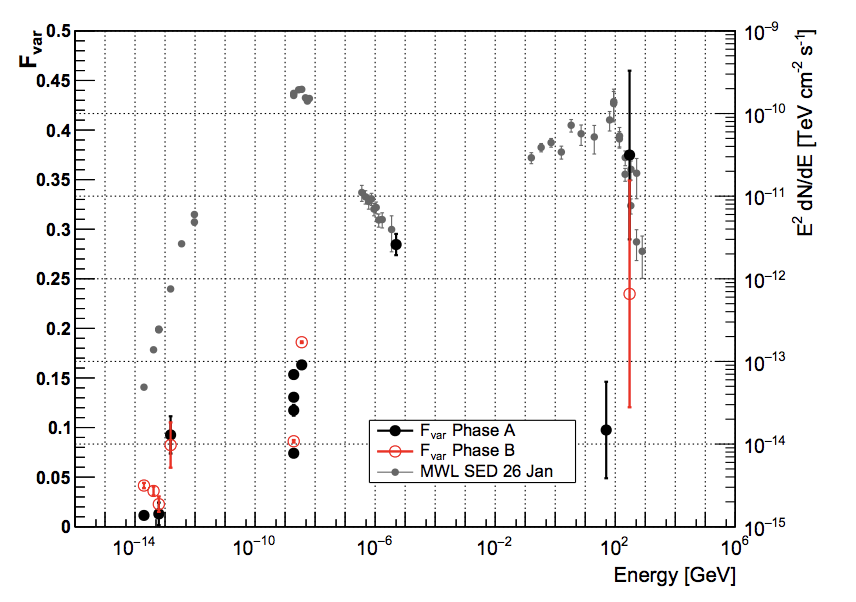 F_var
0.5
0.45
0.4
0.35
0.3
0.25
0.2
0.15
0.1
0.05
0
10^-9
10^-10
10^-11
10^-12
10^-13
10^-14
10^-15
E^2 dN/dE [TeV cm^-2 s^-1]
F_var Phase A
F_var Phase B
MWL SED 26 Jan
10^-14 10^-10 10^-6 10^-2 10^2 10^6
Energy [GeV]